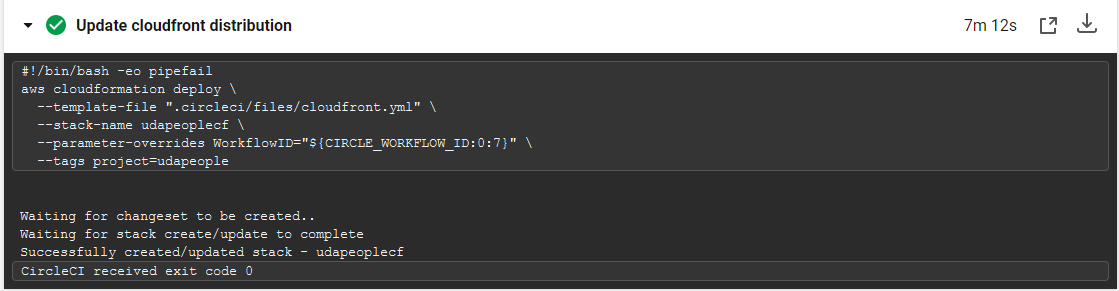 Update cloudfront distribution
7m 12s
#!/bin/bash -eo pipefail
aws cloudformation deploy \
  --template-file ".circleci/files/cloudfront.yml" \
  --stack-name udapeoplecf \
  --parameter-overrides WorkflowID="${CIRCLE_WORKFLOW_ID:0:7}" \
  --tags project=udapeople
Waiting for changeset to be created..
Waiting for stack create/update to complete
Successfully created/updated stack - udapeoplecf
CircleCI received exit code 0